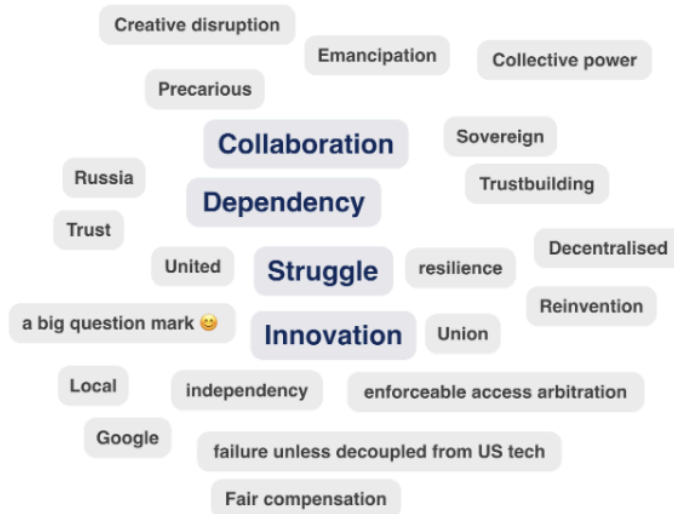 Creative disruption
Emancipation
Collective power
Precarious
Collaboration
Sovereign
Russia
Trustbuilding
Dependency
Trust
Decentralised
United
Struggle
resilience
Reinvention
a big question mark 😊
Innovation
Union
Local
independency
enforceable access arbitration
Google
failure unless decoupled from US tech
Fair compensation